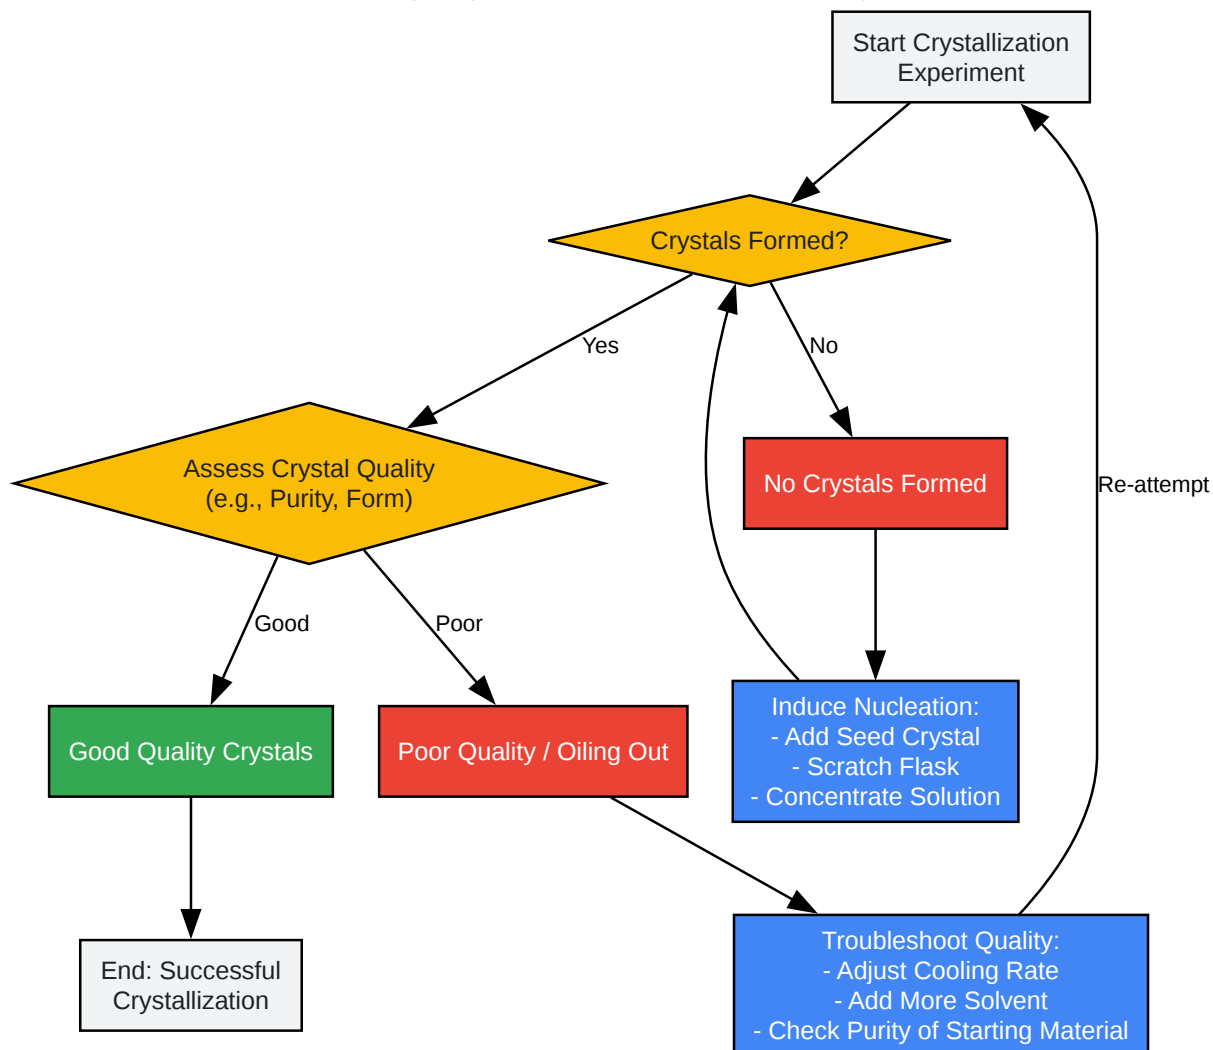 Start Crystallization
Experiment
Crystals Formed?
Yes
No
Assess Crystal Quality
(e.g., Purity, Form)
No Crystals Formed
Re-attempt
Good
Poor
Good Quality Crystals
Poor Quality / Oiling Out
Induce Nucleation:
- Add Seed Crystal
- Scratch Flask
- Concentrate Solution
End: Successful
Crystallization
Troubleshoot Quality:
- Adjust Cooling Rate
- Add More Solvent
- Check Purity of Starting Material